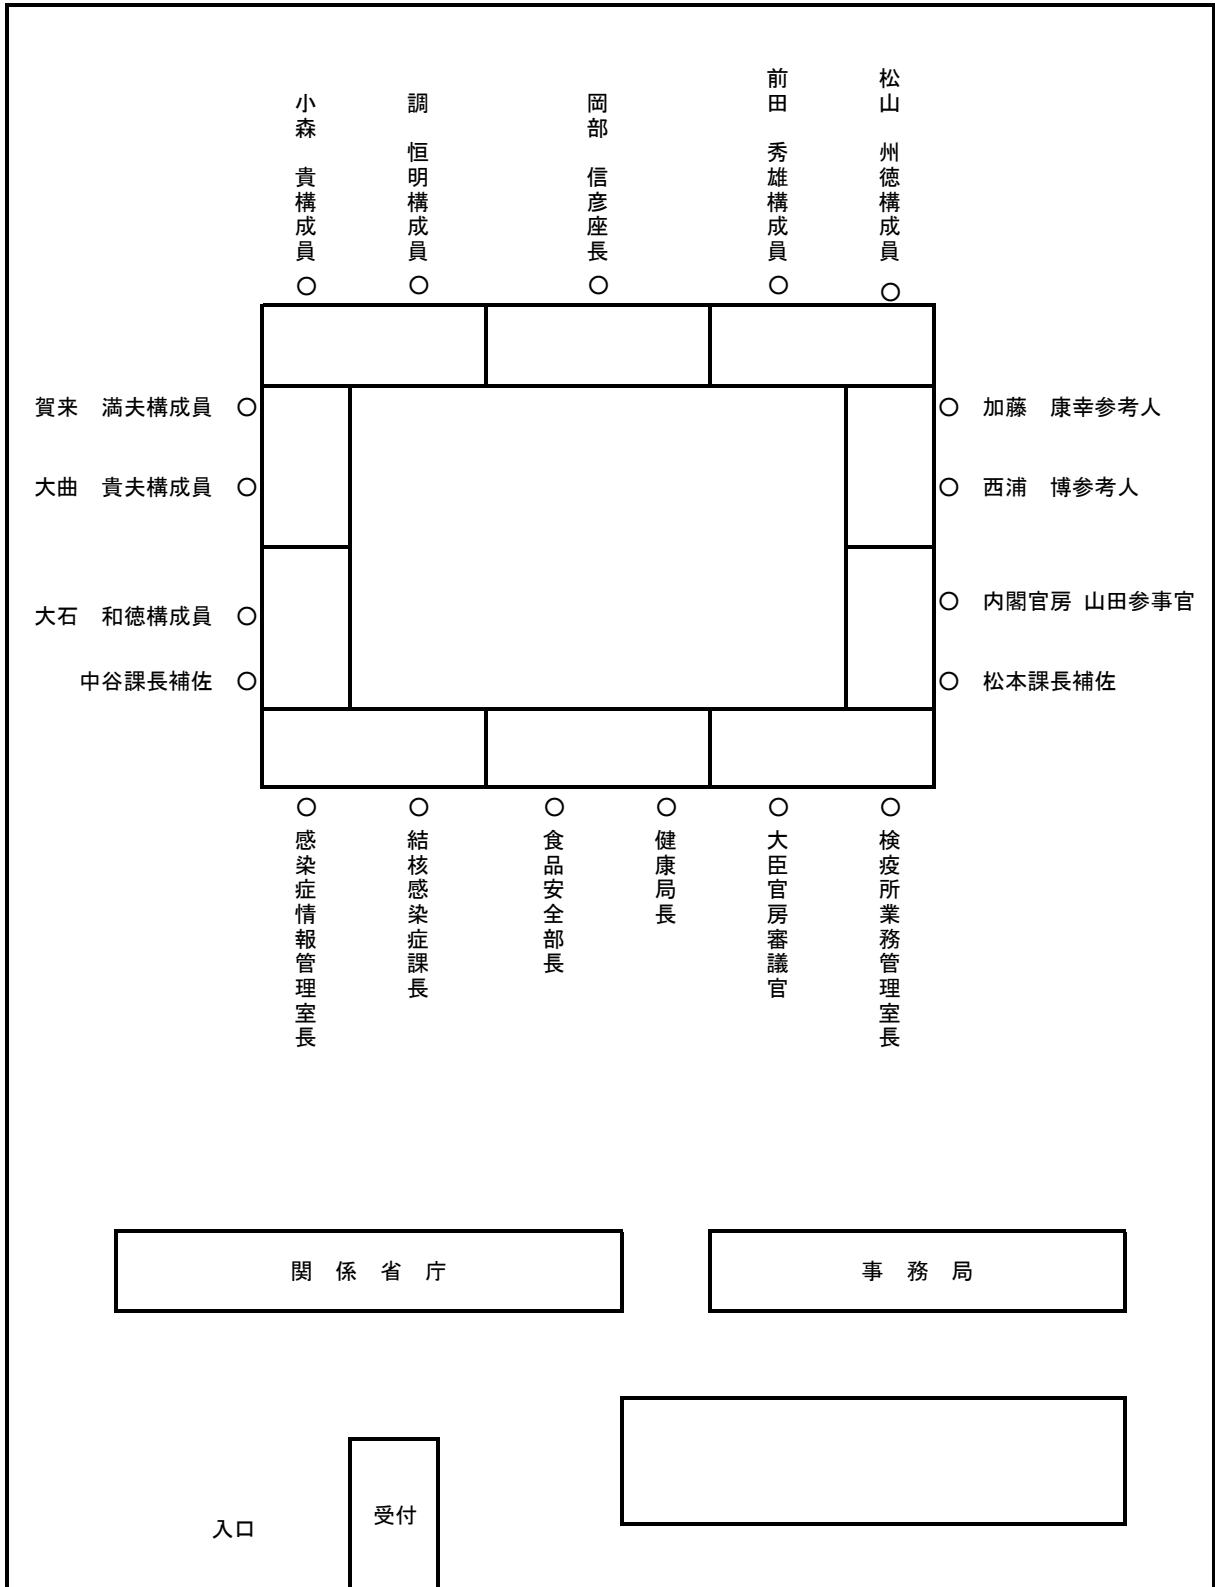 小森　貴構成員
調　恒明構成員
岡部　信彦座長
前田　秀雄構成員
松山　州徳構成員
賀来　満夫構成員
大曲　貴夫構成員
大石　和徳構成員
中谷課長補佐
加藤　康幸参考人
西浦　博参考人
内閣官房 山田参事官
松本課長補佐
感染症情報管理室長
結核感染症課長
食品安全部長
健康局長
大臣官房審議官
検疫所業務管理室長
関　係　省　庁
事　務　局
受付
入口